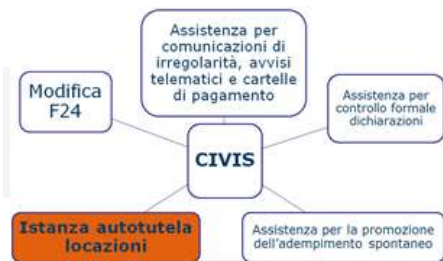 Assistenza per
comunicazioni di
irregolarità, avvisi
telematici e cartelle
di pagamento
Modifica
F24
Assistenza per
controllo formale
dichiarazioni
CIVIS
Istanza autotutela
locazioni
Assistenza per la promozione
dell'adempimento spontaneo